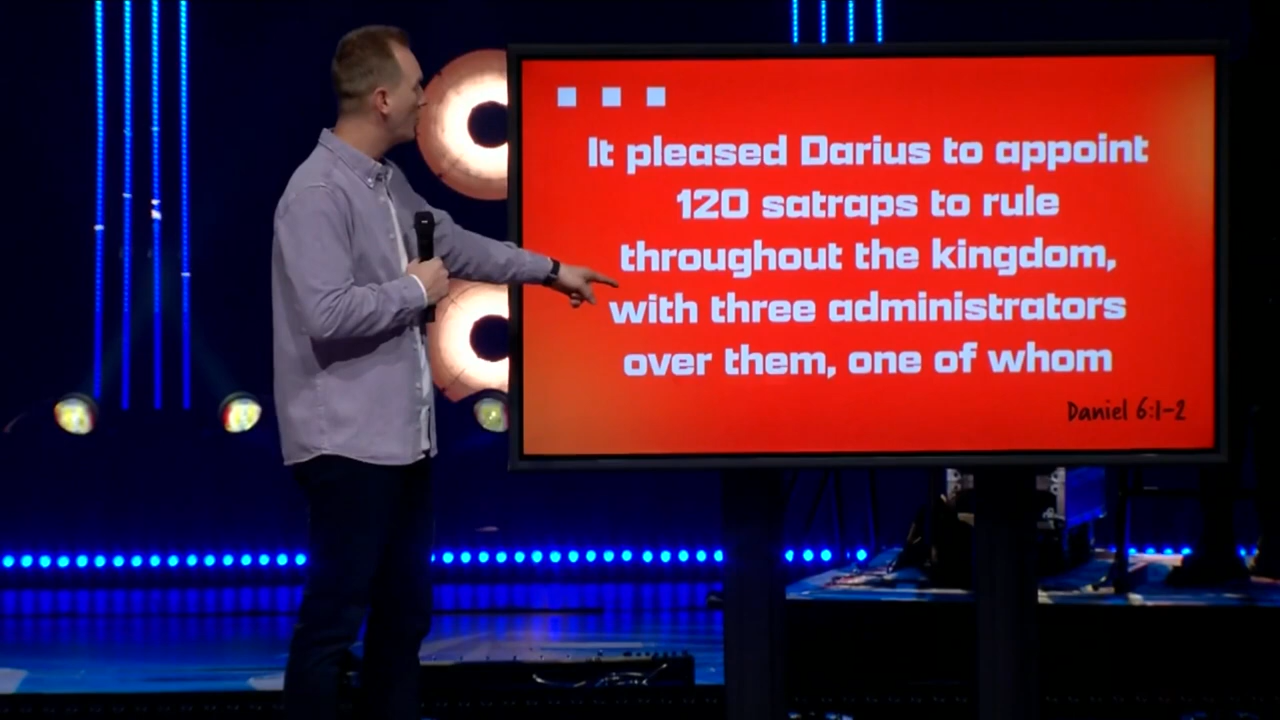 It pleased Darius to appoint
120 satraps to rule
throughout the kingdom,
with three administrators
over them, one of whom
Daniel 6:1-2